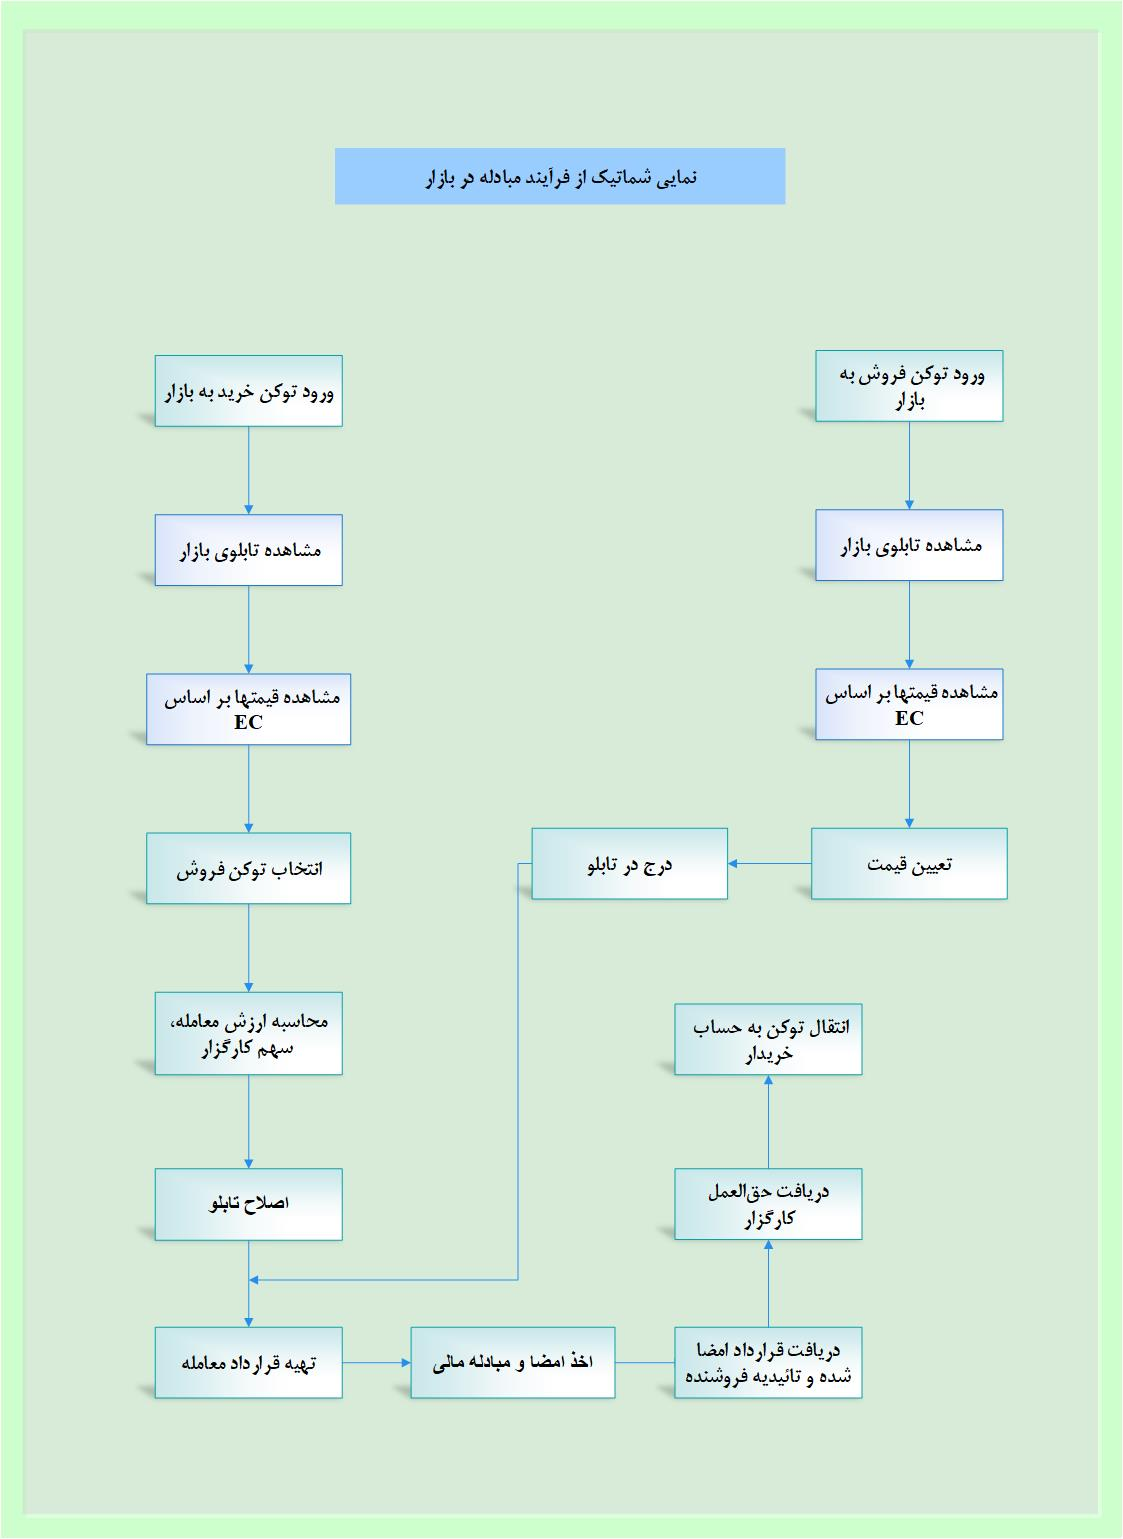 نمایی شماتیک از فرآیند مبادله در بازار
ورود توکن فروش به
بازار
مشاهده تابلوی بازار
مشاهده قیمتها بر اساس
EC
تعیین قیمت
درج در تابلو
ورود توکن خرید به بازار
مشاهده تابلوی بازار
مشاهده قیمتها بر اساس
EC
انتخاب توکن فروش
محاسبه ارزش معامله،
سهم کارگزار
اصلاح تابلو
تهیه قرارداد معامله
اخذ امضا و مبادله مالی
دریافت قرارداد امضا
شده و تائیدیه فروشنده
دریافت حق‌العمل
کارگزار
انتقال توکن به حساب
خریدار